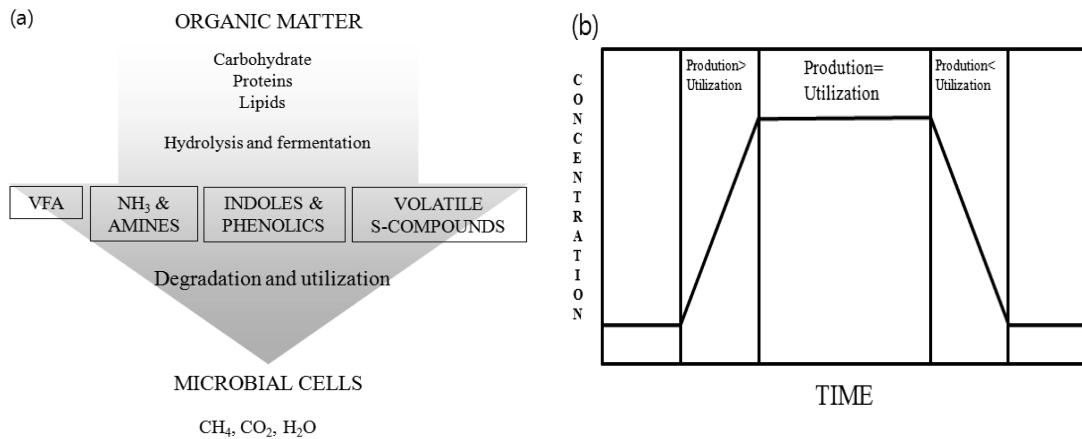 (a)
ORGANIC MATTER
Carbohydrate
Proteins
Lipids
Hydrolysis and fermentation
VFA
NH₃ &
AMINES
INDOLES &
PHENOLICS
VOLATILE
S-COMPOUNDS
Degradation and utilization
MICROBIAL CELLS
CH₄, CO₂, H₂O
(b)
CONCENTRATION
Prodution>
Utilization
Prodution=
Utilization
Prodution<
Utilization
TIME